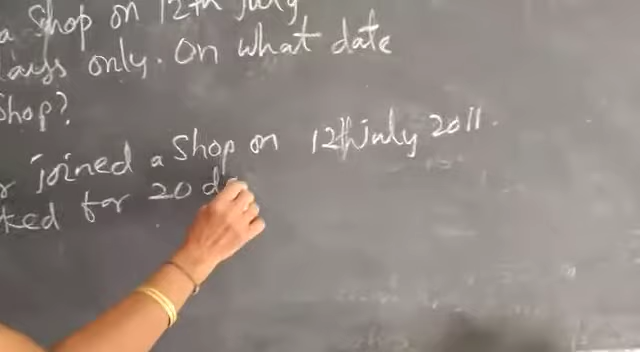 a Shop on 12th July
days only. On what date
Shop?
joined a Shop on 12th July 2011.
ked for 20 d